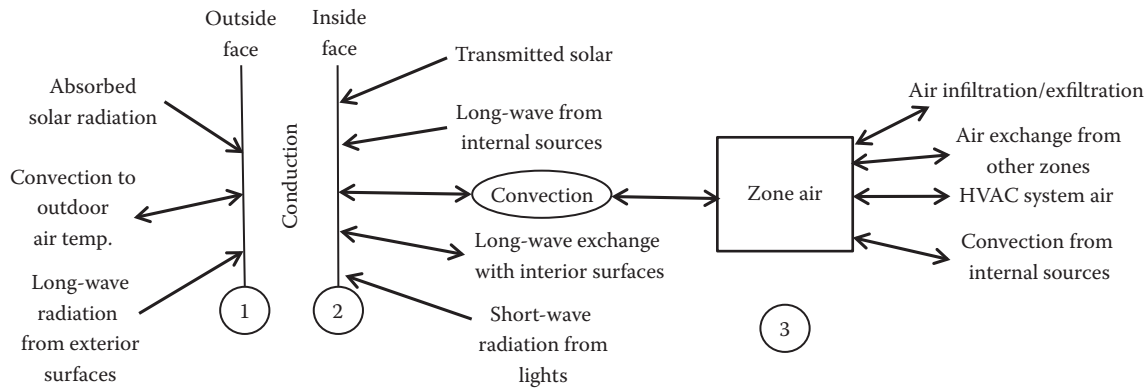 Outside
face
Inside
face
Absorbed
solar radiation
Convection to
outdoor
air temp.
Long-wave
radiation
from exterior
surfaces
1
Conduction
2
Transmitted solar
Long-wave from
internal sources
Convection
Long-wave exchange
with interior surfaces
Short-wave
radiation from
lights
Zone air
3
Air infiltration/exfiltration
Air exchange from
other zones
HVAC system air
Convection from
internal sources